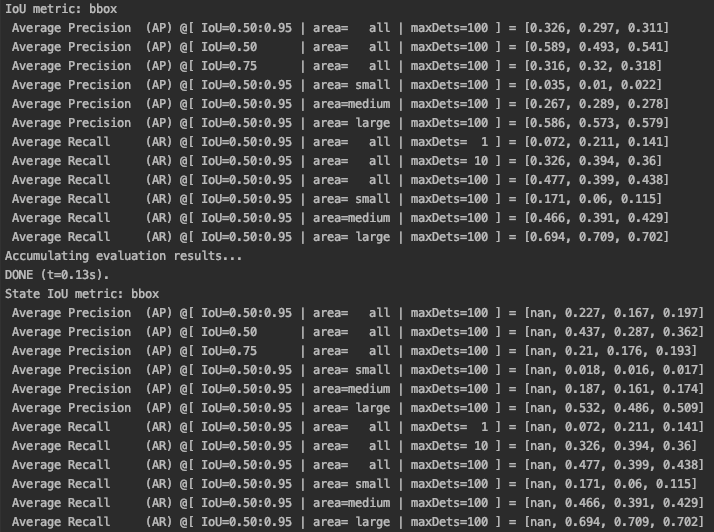 IoU metric: bbox
 Average Precision  (AP) @[ IoU=0.50:0.95 | area=   all | maxDets=100 ] = [0.326, 0.297, 0.311]
 Average Precision  (AP) @[ IoU=0.50      | area=   all | maxDets=100 ] = [0.589, 0.493, 0.541]
 Average Precision  (AP) @[ IoU=0.75      | area=   all | maxDets=100 ] = [0.316, 0.32, 0.318]
 Average Precision  (AP) @[ IoU=0.50:0.95 | area= small | maxDets=100 ] = [0.035, 0.01, 0.022]
 Average Precision  (AP) @[ IoU=0.50:0.95 | area=medium | maxDets=100 ] = [0.267, 0.289, 0.278]
 Average Precision  (AP) @[ IoU=0.50:0.95 | area= large | maxDets=100 ] = [0.586, 0.573, 0.579]
 Average Recall     (AR) @[ IoU=0.50:0.95 | area=   all | maxDets=  1 ] = [0.072, 0.211, 0.141]
 Average Recall     (AR) @[ IoU=0.50:0.95 | area=   all | maxDets= 10 ] = [0.326, 0.394, 0.36]
 Average Recall     (AR) @[ IoU=0.50:0.95 | area=   all | maxDets=100 ] = [0.477, 0.399, 0.438]
 Average Recall     (AR) @[ IoU=0.50:0.95 | area= small | maxDets=100 ] = [0.171, 0.06, 0.115]
 Average Recall     (AR) @[ IoU=0.50:0.95 | area=medium | maxDets=100 ] = [0.466, 0.391, 0.429]
 Average Recall     (AR) @[ IoU=0.50:0.95 | area= large | maxDets=100 ] = [0.694, 0.709, 0.702]
Accumulating evaluation results...
DONE (t=0.13s).
State IoU metric: bbox
 Average Precision  (AP) @[ IoU=0.50:0.95 | area=   all | maxDets=100 ] = [nan, 0.227, 0.167, 0.197]
 Average Precision  (AP) @[ IoU=0.50      | area=   all | maxDets=100 ] = [nan, 0.437, 0.287, 0.362]
 Average Precision  (AP) @[ IoU=0.75      | area=   all | maxDets=100 ] = [nan, 0.21, 0.176, 0.193]
 Average Precision  (AP) @[ IoU=0.50:0.95 | area= small | maxDets=100 ] = [nan, 0.018, 0.016, 0.017]
 Average Precision  (AP) @[ IoU=0.50:0.95 | area=medium | maxDets=100 ] = [nan, 0.187, 0.161, 0.174]
 Average Precision  (AP) @[ IoU=0.50:0.95 | area= large | maxDets=100 ] = [nan, 0.532, 0.486, 0.509]
 Average Recall     (AR) @[ IoU=0.50:0.95 | area=   all | maxDets=  1 ] = [nan, 0.072, 0.211, 0.141]
 Average Recall     (AR) @[ IoU=0.50:0.95 | area=   all | maxDets= 10 ] = [nan, 0.326, 0.394, 0.36]
 Average Recall     (AR) @[ IoU=0.50:0.95 | area=   all | maxDets=100 ] = [nan, 0.477, 0.399, 0.438]
 Average Recall     (AR) @[ IoU=0.50:0.95 | area= small | maxDets=100 ] = [nan, 0.171, 0.06, 0.115]
 Average Recall     (AR) @[ IoU=0.50:0.95 | area=medium | maxDets=100 ] = [nan, 0.466, 0.391, 0.429]
 Average Recall     (AR) @[ IoU=0.50:0.95 | area= large | maxDets=100 ] = [nan, 0.694, 0.709, 0.702]